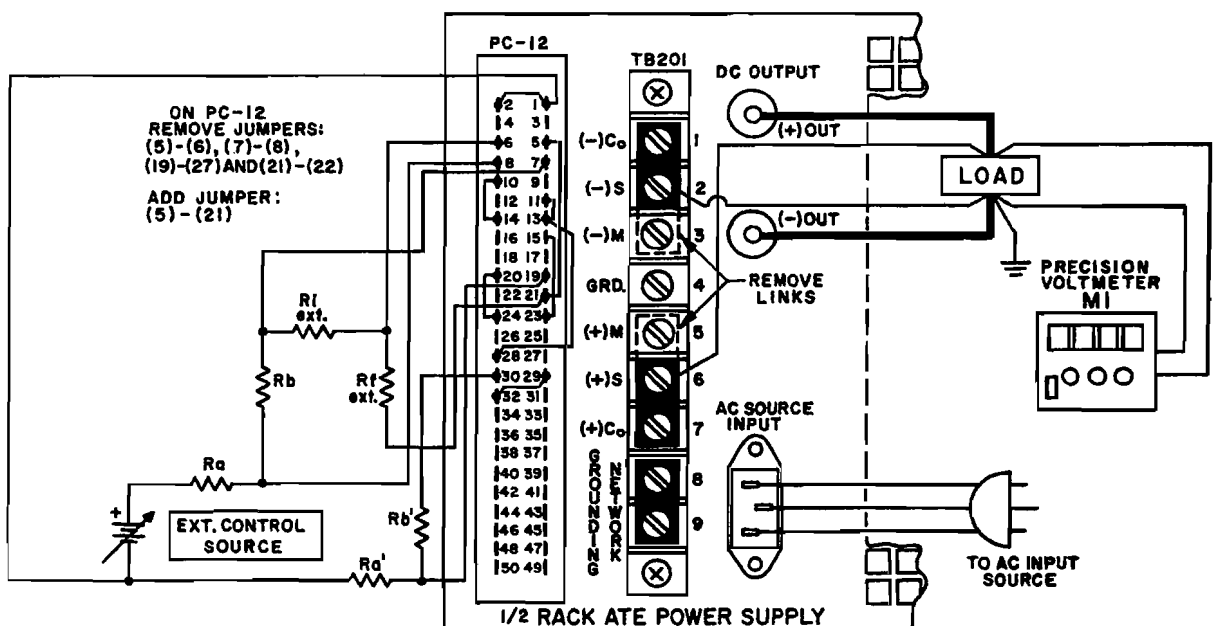 PC-12
TB201
DC OUTPUT
ON PC-12
REMOVE JUMPERS:
(5)-(6), (7)-(8),
(19)-(27) AND (21)-(22)
ADD JUMPER:
(5)-(21)
2 1
4 3
6 5
8 7
10 9
12 11
14 13
16 15
18 17
20 19
22 21
24 23
26 25
28 27
30 29
32 31
34 33
36 35
38 37
40 39
42 41
44 43
46 45
48 47
50 49
(-)Co 1
(-)S 2
(-)M 3
GRD. 4
(+)M 5
(+)S 6
(+)Co 7
8
9
GROUNDING
NETWORK
(+)OUT
LOAD
(-)OUT
REMOVE
LINKS
PRECISION
VOLTMETER
M1
AC SOURCE
INPUT
Ri
ext.
Rb
Rf
ext.
Ra
+
EXT. CONTROL
SOURCE
Rb'
Ra'
TO AC INPUT
SOURCE
1/2 RACK ATE POWER SUPPLY